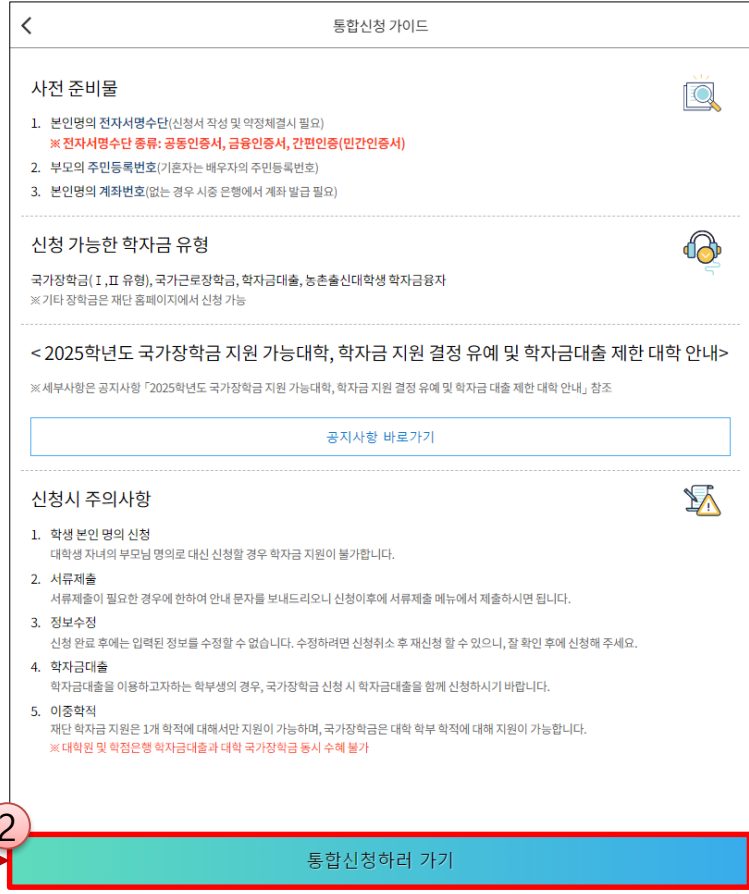 통합신청 가이드
사전 준비물
1. 본인명의 전자서명수단(신청서 작성 및 약정체결시 필요)
※ 전자서명수단 종류: 공동인증서, 금융인증서, 간편인증(민간인증서)
2. 부모의 주민등록번호(기혼자는 배우자의 주민등록번호)
3. 본인명의 계좌번호(없는 경우 시중 은행에서 계좌 발급 필요)
신청 가능한 학자금 유형
국가장학금(Ⅰ,Ⅱ 유형), 국가근로장학금, 학자금대출, 농촌출신대학생 학자금융자
※ 기타 장학금은 재단 홈페이지에서 신청 가능
< 2025학년도 국가장학금 지원 가능대학, 학자금 지원 결정 유예 및 학자금대출 제한 대학 안내>
※ 세부사항은 공지사항 「2025학년도 국가장학금 지원 가능대학, 학자금 지원 결정 유예 및 학자금 대출 제한 대학 안내」 참조
공지사항 바로가기
신청시 주의사항
1. 학생 본인 명의 신청
대학생 자녀의 부모님 명의로 대신 신청할 경우 학자금 지원이 불가합니다.
2. 서류제출
서류제출이 필요한 경우에 한하여 안내 문자를 보내드리오니 신청이후에 서류제출 메뉴에서 제출하시면 됩니다.
3. 정보수정
신청 완료 후에는 입력된 정보를 수정할 수 없습니다. 수정하려면 신청취소 후 재신청 할 수 있으니, 잘 확인 후에 신청해 주세요.
4. 학자금대출
학자금대출을 이용하고자하는 학부생의 경우, 국가장학금 신청 시 학자금대출을 함께 신청하시기 바랍니다.
5. 이중학적
재단 학자금 지원은 1개 학적에 대해서만 지원이 가능하며, 국가장학금은 대학 학부 학적에 대해 지원이 가능합니다.
※ 대학원 및 학점은행 학자금대출과 대학 국가장학금 동시 수혜 불가
2
통합신청하러 가기